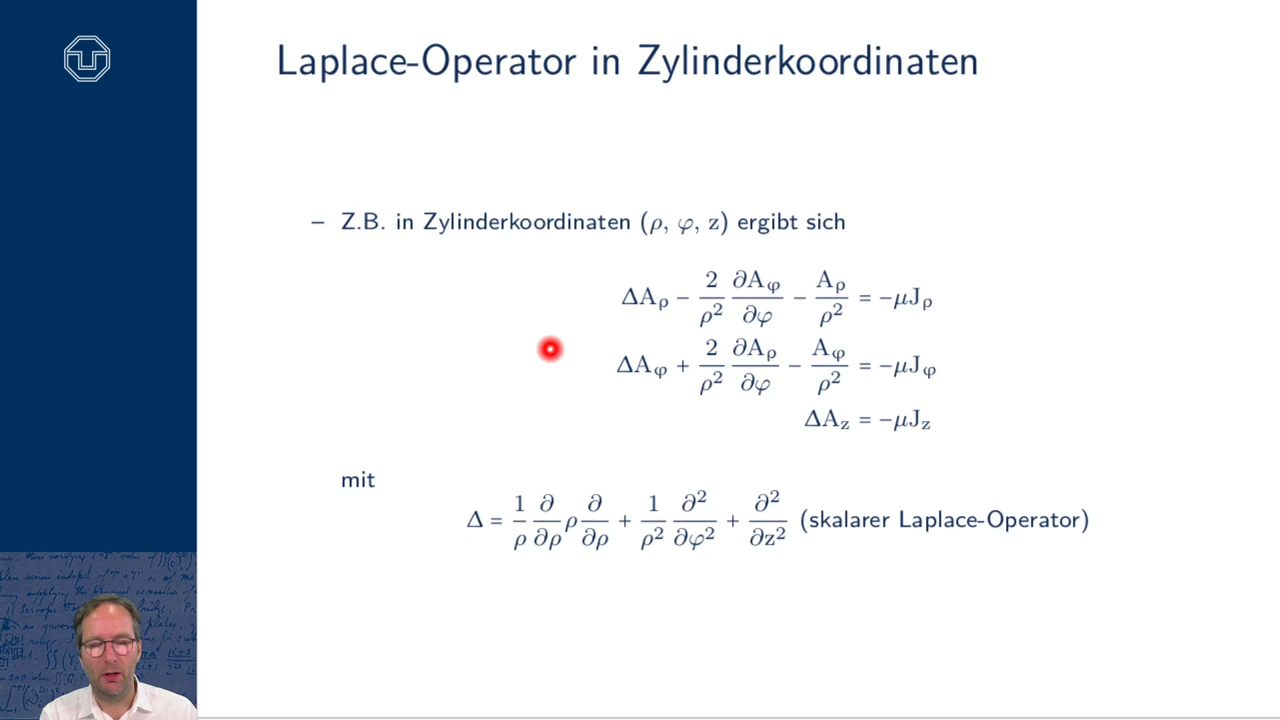 Laplace-Operator in Zylinderkoordinaten
– Z.B. in Zylinderkoordinaten (ρ, φ, z) ergibt sich
ΔA_ρ − 2/ρ² ∂A_φ/∂φ − A_ρ/ρ² = −μJ_ρ
ΔA_φ + 2/ρ² ∂A_ρ/∂φ − A_φ/ρ² = −μJ_φ
ΔA_z = −μJ_z
mit
Δ = 1/ρ ∂/∂ρ ρ ∂/∂ρ + 1/ρ² ∂²/∂φ² + ∂²/∂z² (skalarer Laplace-Operator)